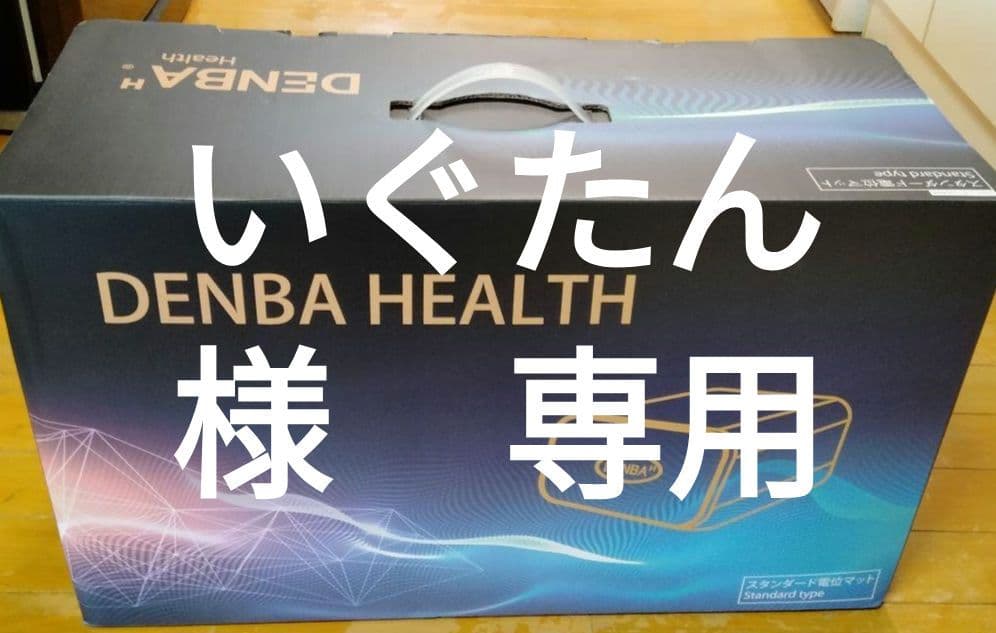 DENBA H
Health
スタンダード電位マット
Standard type
いぐたん
DENBA HEALTH
様　専用
DENBA H
スタンダード電位マット
Standard type